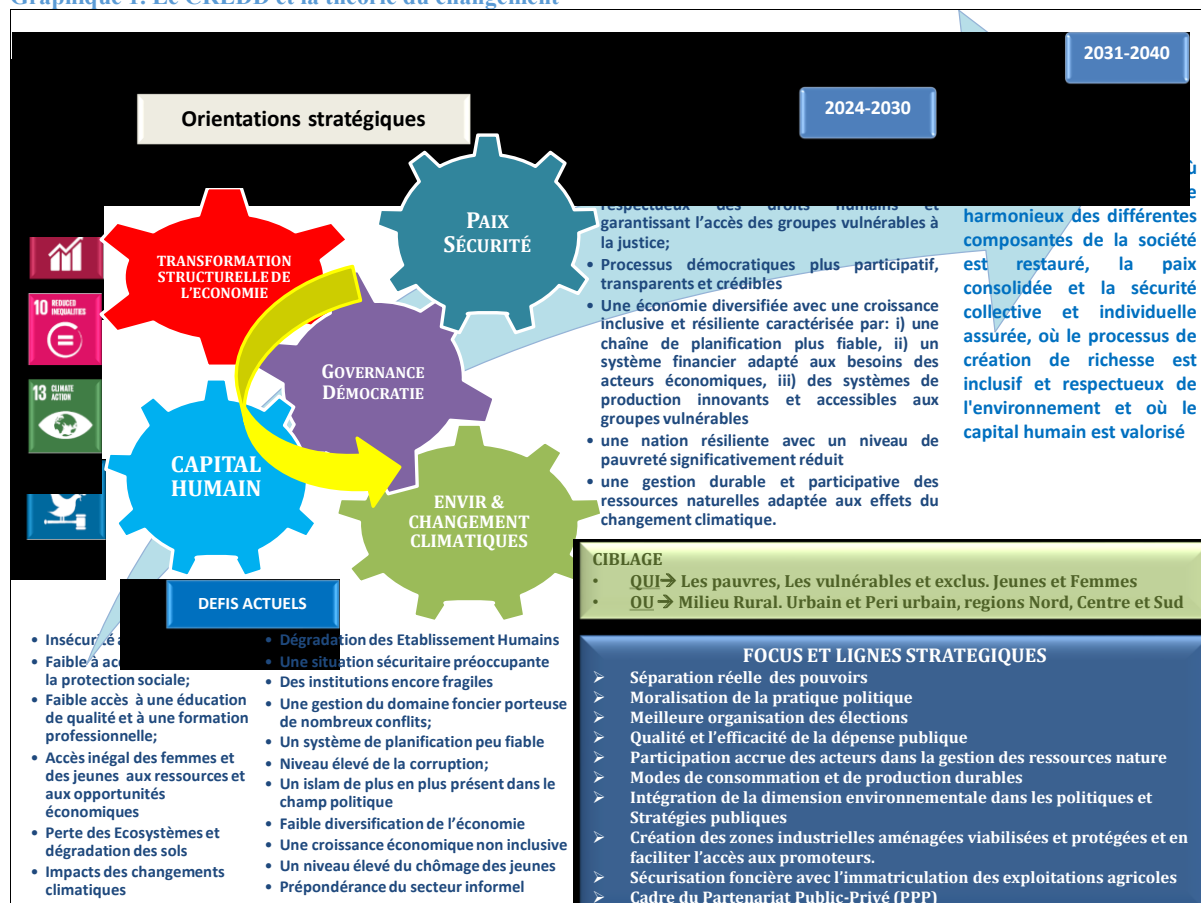 Graphique 1: Le CREDD et la théorie du changement
2031-2040
2024-2030
Orientations stratégiques
PAIX
SÉCURITÉ
TRANSFORMATION
STRUCTURELLE DE
L'ECONOMIE
GOVERNANCE
DÉMOCRATIE
CAPITAL
HUMAIN
ENVIR &
CHANGEMENT
CLIMATIQUES
10 REDUCED
INEQUALITIES
13 CLIMATE
ACTION
respectueux des droits humains et
garantissant l'accès des groupes vulnérables à
la justice;
• Processus démocratiques plus participatif,
transparents et crédibles
• Une économie diversifiée avec une croissance
inclusive et résiliente caractérisée par: i) une
chaîne de planification plus fiable, ii) un
système financier adapté aux besoins des
acteurs économiques, iii) des systèmes de
production innovants et accessibles aux
groupes vulnérables
• une nation résiliente avec un niveau de
pauvreté significativement réduit
• une gestion durable et participative des
ressources naturelles adaptée aux effets du
changement climatique.
harmonieux des différentes
composantes de la société
est restauré, la paix
consolidée et la sécurité
collective et individuelle
assurée, où le processus de
création de richesse est
inclusif et respectueux de
l'environnement et où le
capital humain est valorisé
CIBLAGE
• QUI→ Les pauvres, Les vulnérables et exclus. Jeunes et Femmes
• OU → Milieu Rural. Urbain et Peri urbain, regions Nord, Centre et Sud
DEFIS ACTUELS
• Insécurité
• Faible à
la protection sociale;
• Faible accès à une éducation
de qualité et à une formation
professionnelle;
• Accès inégal des femmes et
des jeunes aux ressources et
aux opportunités
économiques
• Perte des Ecosystèmes et
dégradation des sols
• Impacts des changements
climatiques
• Dégradation des Etablissement Humains
• Une situation sécuritaire préoccupante
• Des institutions encore fragiles
• Une gestion du domaine foncier porteuse
de nombreux conflits;
• Un système de planification peu fiable
• Niveau élevé de la corruption;
• Un islam de plus en plus présent dans le
champ politique
• Faible diversification de l'économie
• Une croissance économique non inclusive
• Un niveau élevé du chômage des jeunes
• Prépondérance du secteur informel
FOCUS ET LIGNES STRATEGIQUES
➢ Séparation réelle des pouvoirs
➢ Moralisation de la pratique politique
➢ Meilleure organisation des élections
➢ Qualité et l'efficacité de la dépense publique
➢ Participation accrue des acteurs dans la gestion des ressources nature
➢ Modes de consommation et de production durables
➢ Intégration de la dimension environnementale dans les politiques et
Stratégies publiques
➢ Création des zones industrielles aménagées viabilisées et protégées et en
faciliter l'accès aux promoteurs.
➢ Sécurisation foncière avec l'immatriculation des exploitations agricoles
➢ Cadre du Partenariat Public-Privé (PPP)